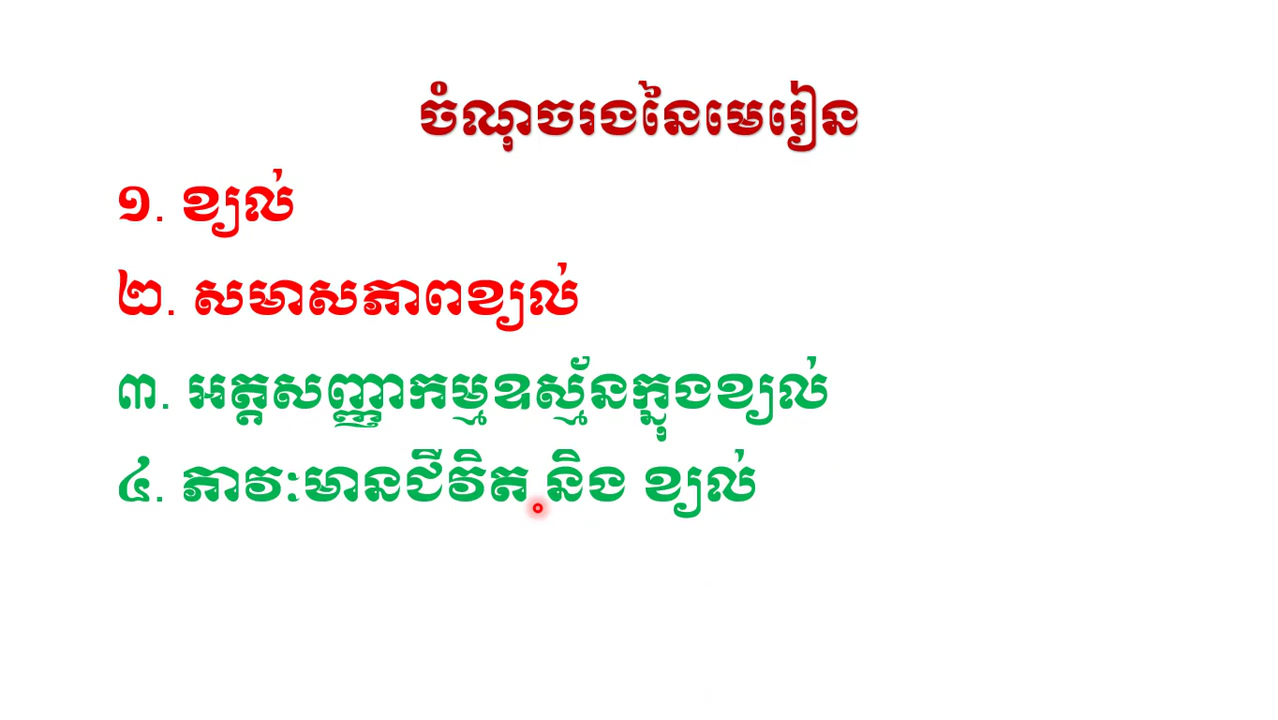 ចំណុចរងនៃមេរៀន
១. ខ្យល់
២. សមាសភាពខ្យល់
៣. អត្តសញ្ញាកម្មឧស្ម័នក្នុងខ្យល់
៤. ភាវៈមានជីវិត និង ខ្យល់